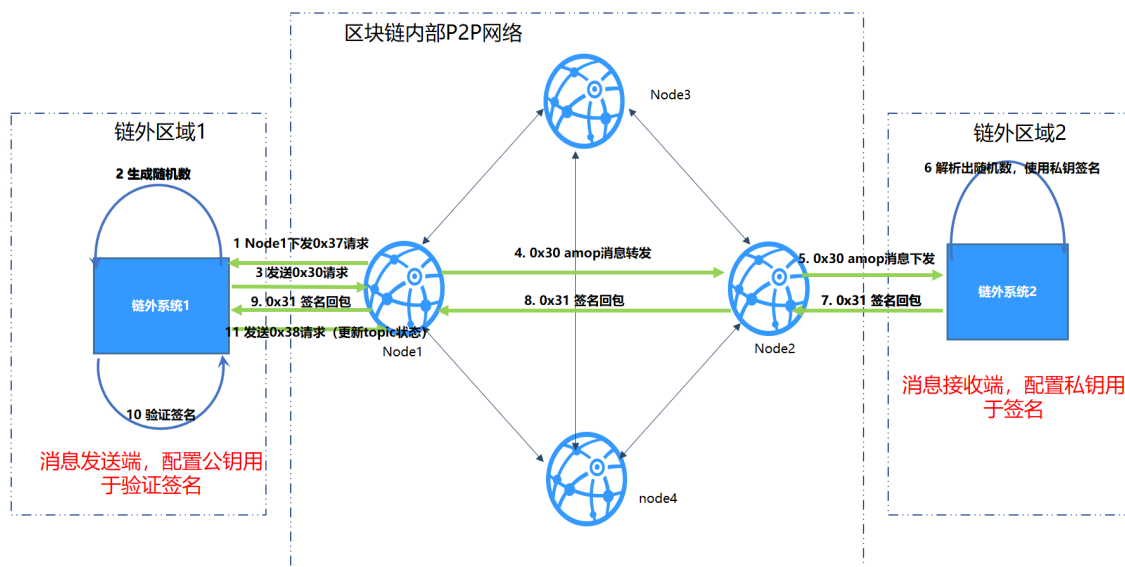 区块链内部P2P网络
Node3
链外区域1
链外区域2
2 生成随机数
6 解析出随机数，使用私钥签名
1 Node1下发0x37请求
4. 0x30 amop消息转发
5. 0x30 amop消息下发
3 发送0x30请求
链外系统1
9. 0x31 签名回包
8. 0x31 签名回包
7. 0x31 签名回包
链外系统2
11 发送0x38请求（更新topic状态）
Node1
Node2
10 验证签名
消息接收端，配置私钥用
于签名
消息发送端，配置公钥用
于验证签名
node4